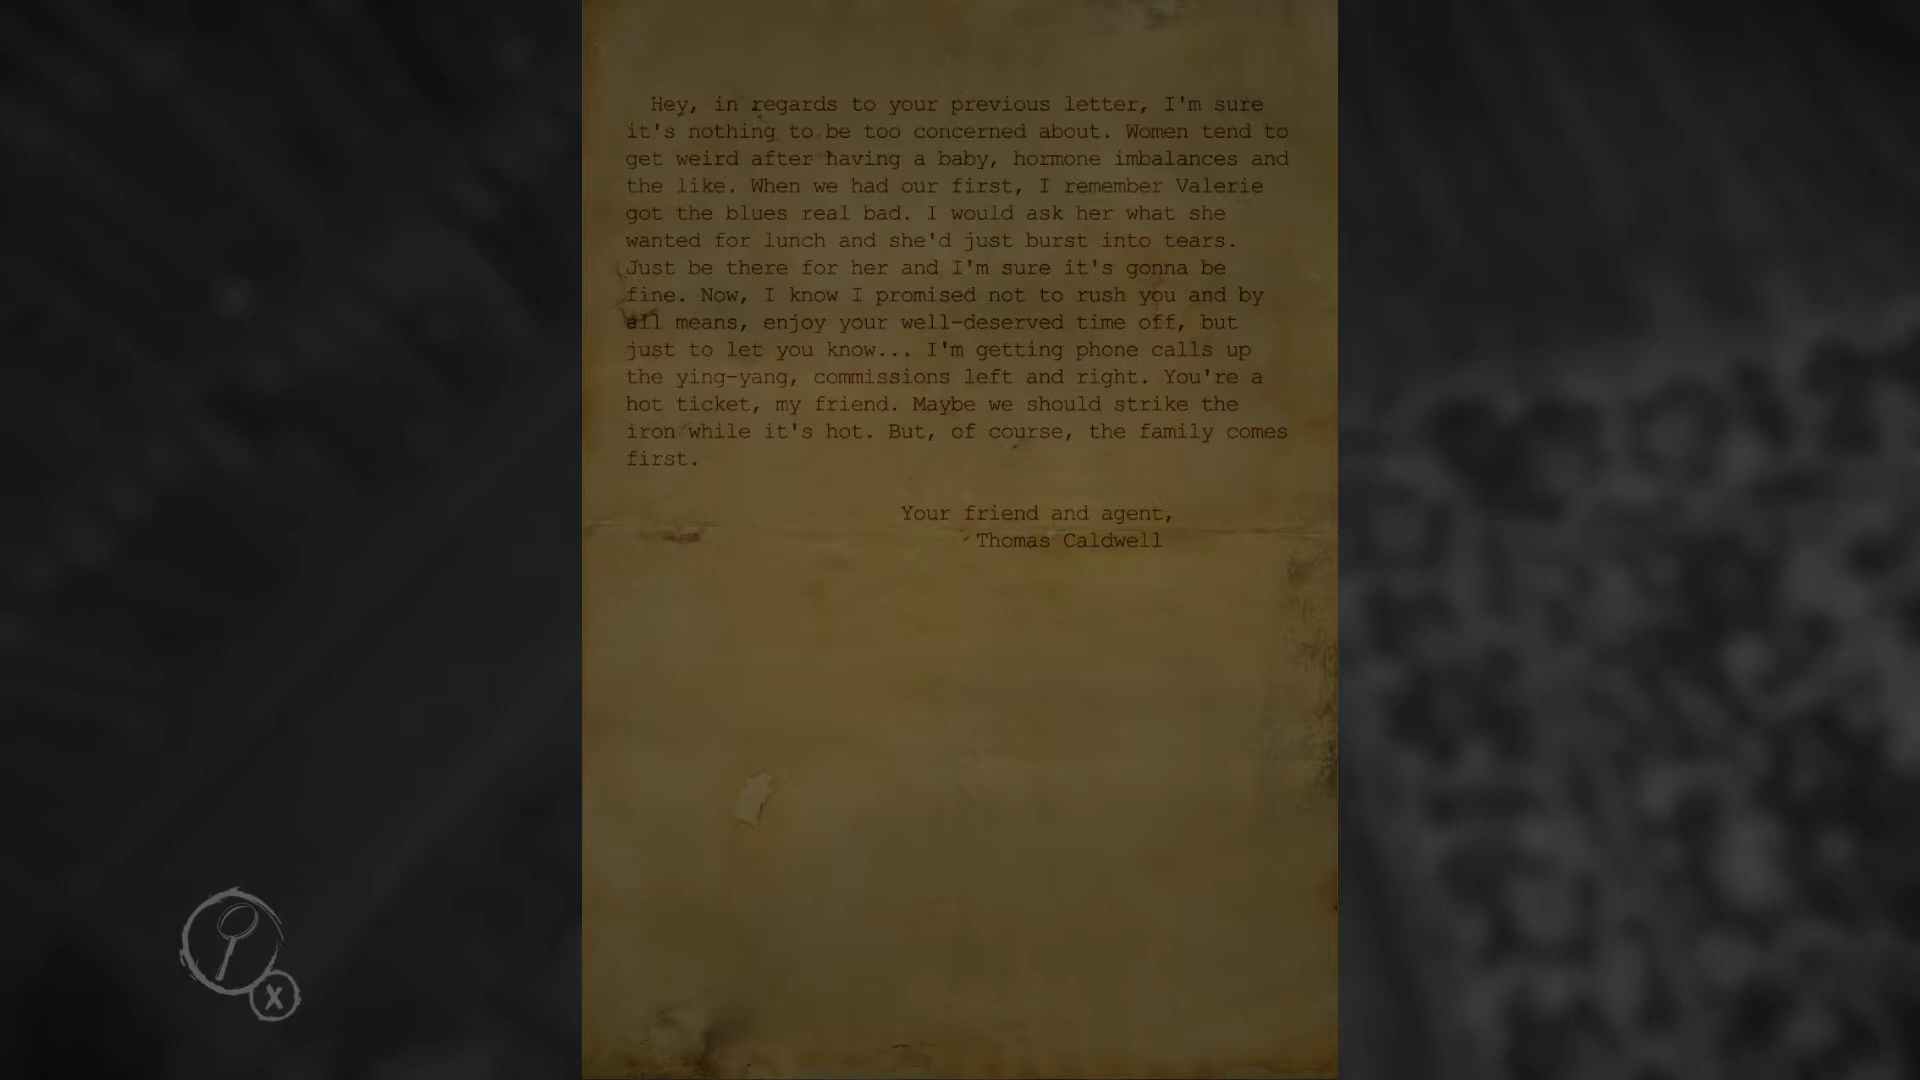 Hey, in regards to your previous letter, I'm sure
it's nothing to be too concerned about. Women tend to
get weird after having a baby, hormone imbalances and
the like. When we had our first, I remember Valerie
got the blues real bad. I would ask her what she
wanted for lunch and she'd just burst into tears.
Just be there for her and I'm sure it's gonna be
fine. Now, I know I promised not to rush you and by
all means, enjoy your well-deserved time off, but
just to let you know... I'm getting phone calls up
the ying-yang, commissions left and right. You're a
hot ticket, my friend. Maybe we should strike the
iron while it's hot. But, of course, the family comes
first.
Your friend and agent,
Thomas Caldwell
X